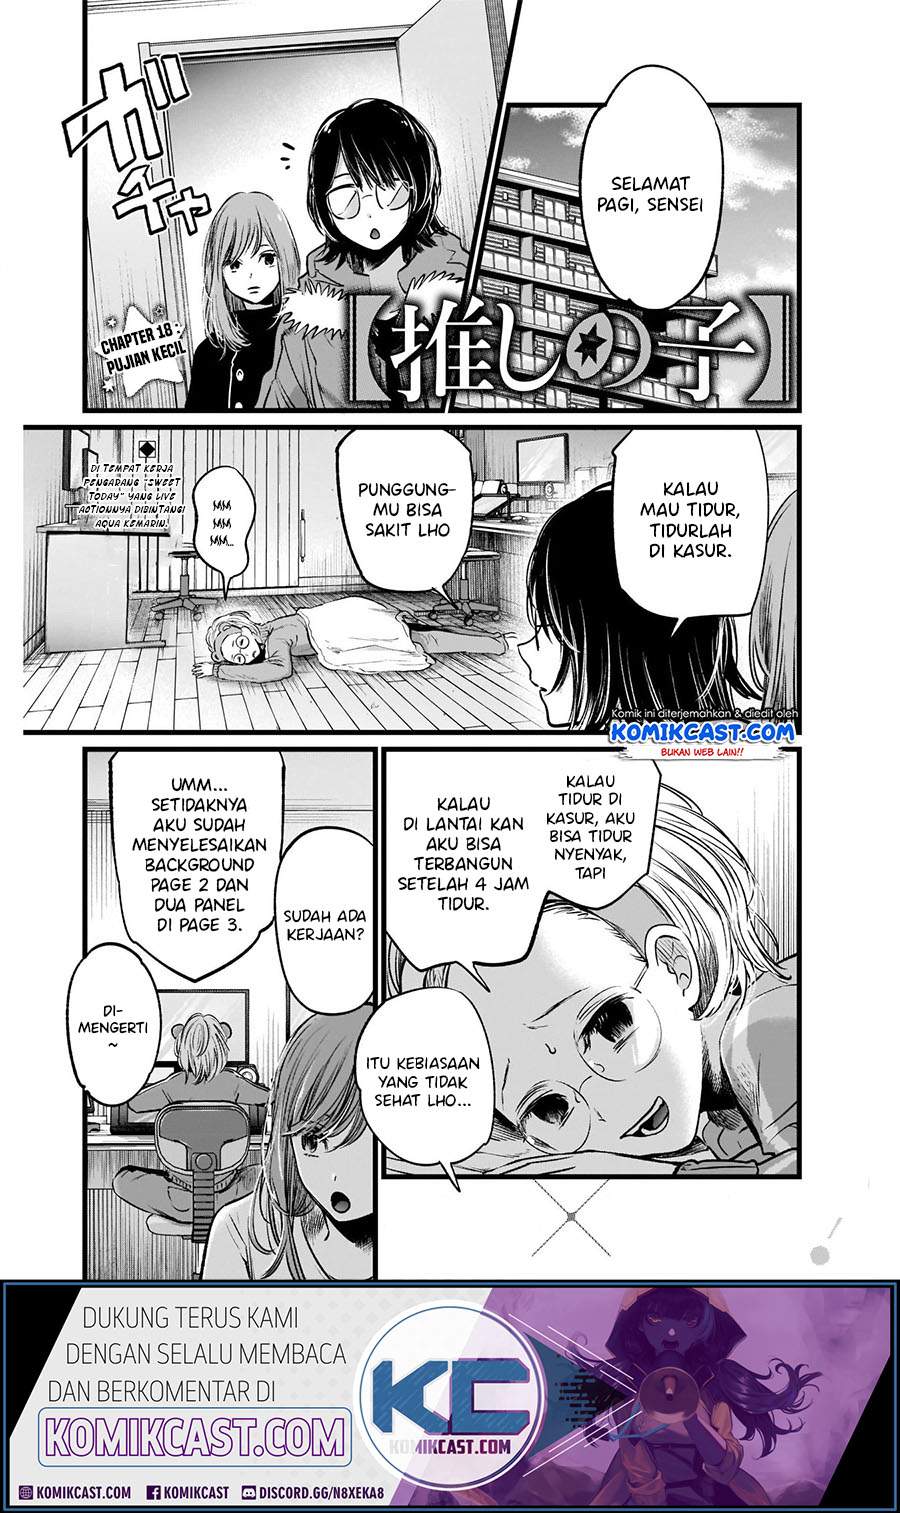 SELAMAT
PAGI, SENSEI
ガチャ
【推しの子】
CHAPTER 18 :
PUJIAN KECIL
KALAU
MAU TIDUR,
TIDURLAH
DI KASUR.
PUNGGUNG-
MU BISA
SAKIT LHO
MM
MM
MM...
DI TEMPAT KERJA
PENGARANG "SWEET
TODAY" YANG LIVE
ACTIONNYA DIBINTANGI
AQUA KEMARIN.
Komik ini diterjemahkan & diedit oleh
KOMIKCAST.COM
BUKAN WEB LAIN!!
KALAU
TIDUR DI
KASUR, AKU
BISA TIDUR
NYENYAK,
TAPI
KALAU
DI LANTAI KAN
AKU BISA
TERBANGUN
SETELAH 4 JAM
TIDUR.
ITU KEBIASAAN
YANG TIDAK
SEHAT LHO...
SUDAH ADA
KERJAAN?
UMM...
SETIDAKNYA
AKU SUDAH
MENYELESAIKAN
BACKGROUND
PAGE 2 DAN
DUA PANEL
DI PAGE 3.
DI-
MENGERTI
~
DUKUNG TERUS KAMI
DENGAN SELALU MEMBACA
DAN BERKOMENTAR DI
KOMIKCAST.COM
KC
KOMIKCAST.COM
KOMIKCAST.COM
KOMIKCAST
DISCORD.GG/N8XEKA8